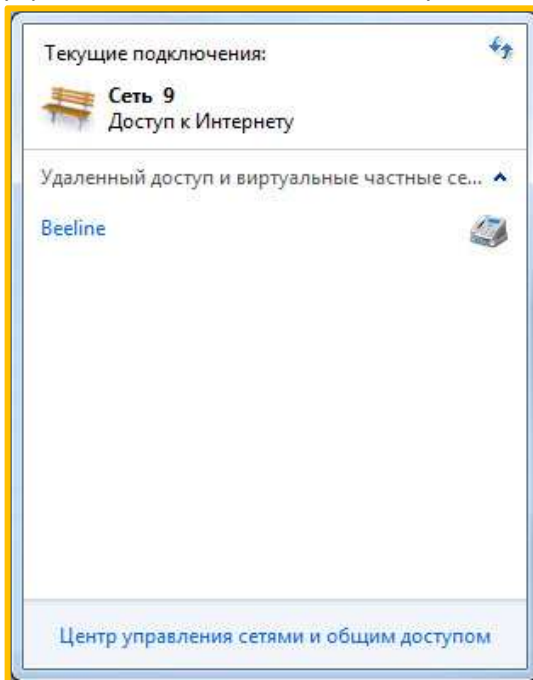 Текущие подключения:
Сеть 9
Доступ к Интернету
Удаленный доступ и виртуальные частные се...
Beeline
Центр управления сетями и общим доступом